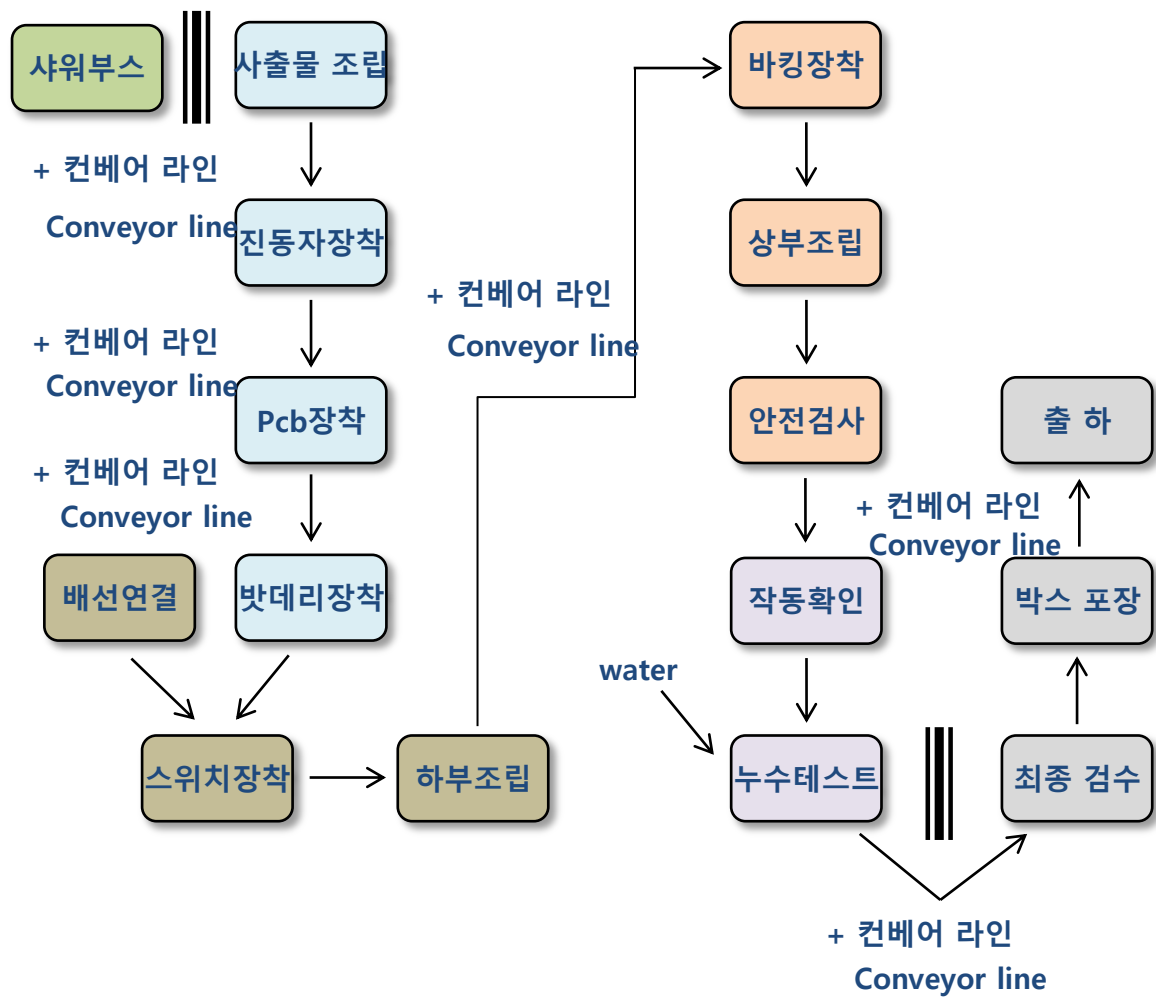 샤워부스
사출물 조립
+ 컨베어 라인
Conveyor line
진동자장착
+ 컨베어 라인
Conveyor line
Pcb장착
+ 컨베어 라인
Conveyor line
배선연결
밧데리장착
스위치장착
하부조립
+ 컨베어 라인
Conveyor line
바킹장착
상부조립
안전검사
작동확인
water
누수테스트
+ 컨베어 라인
Conveyor line
최종 검수
박스 포장
+ 컨베어 라인
Conveyor line
출 하